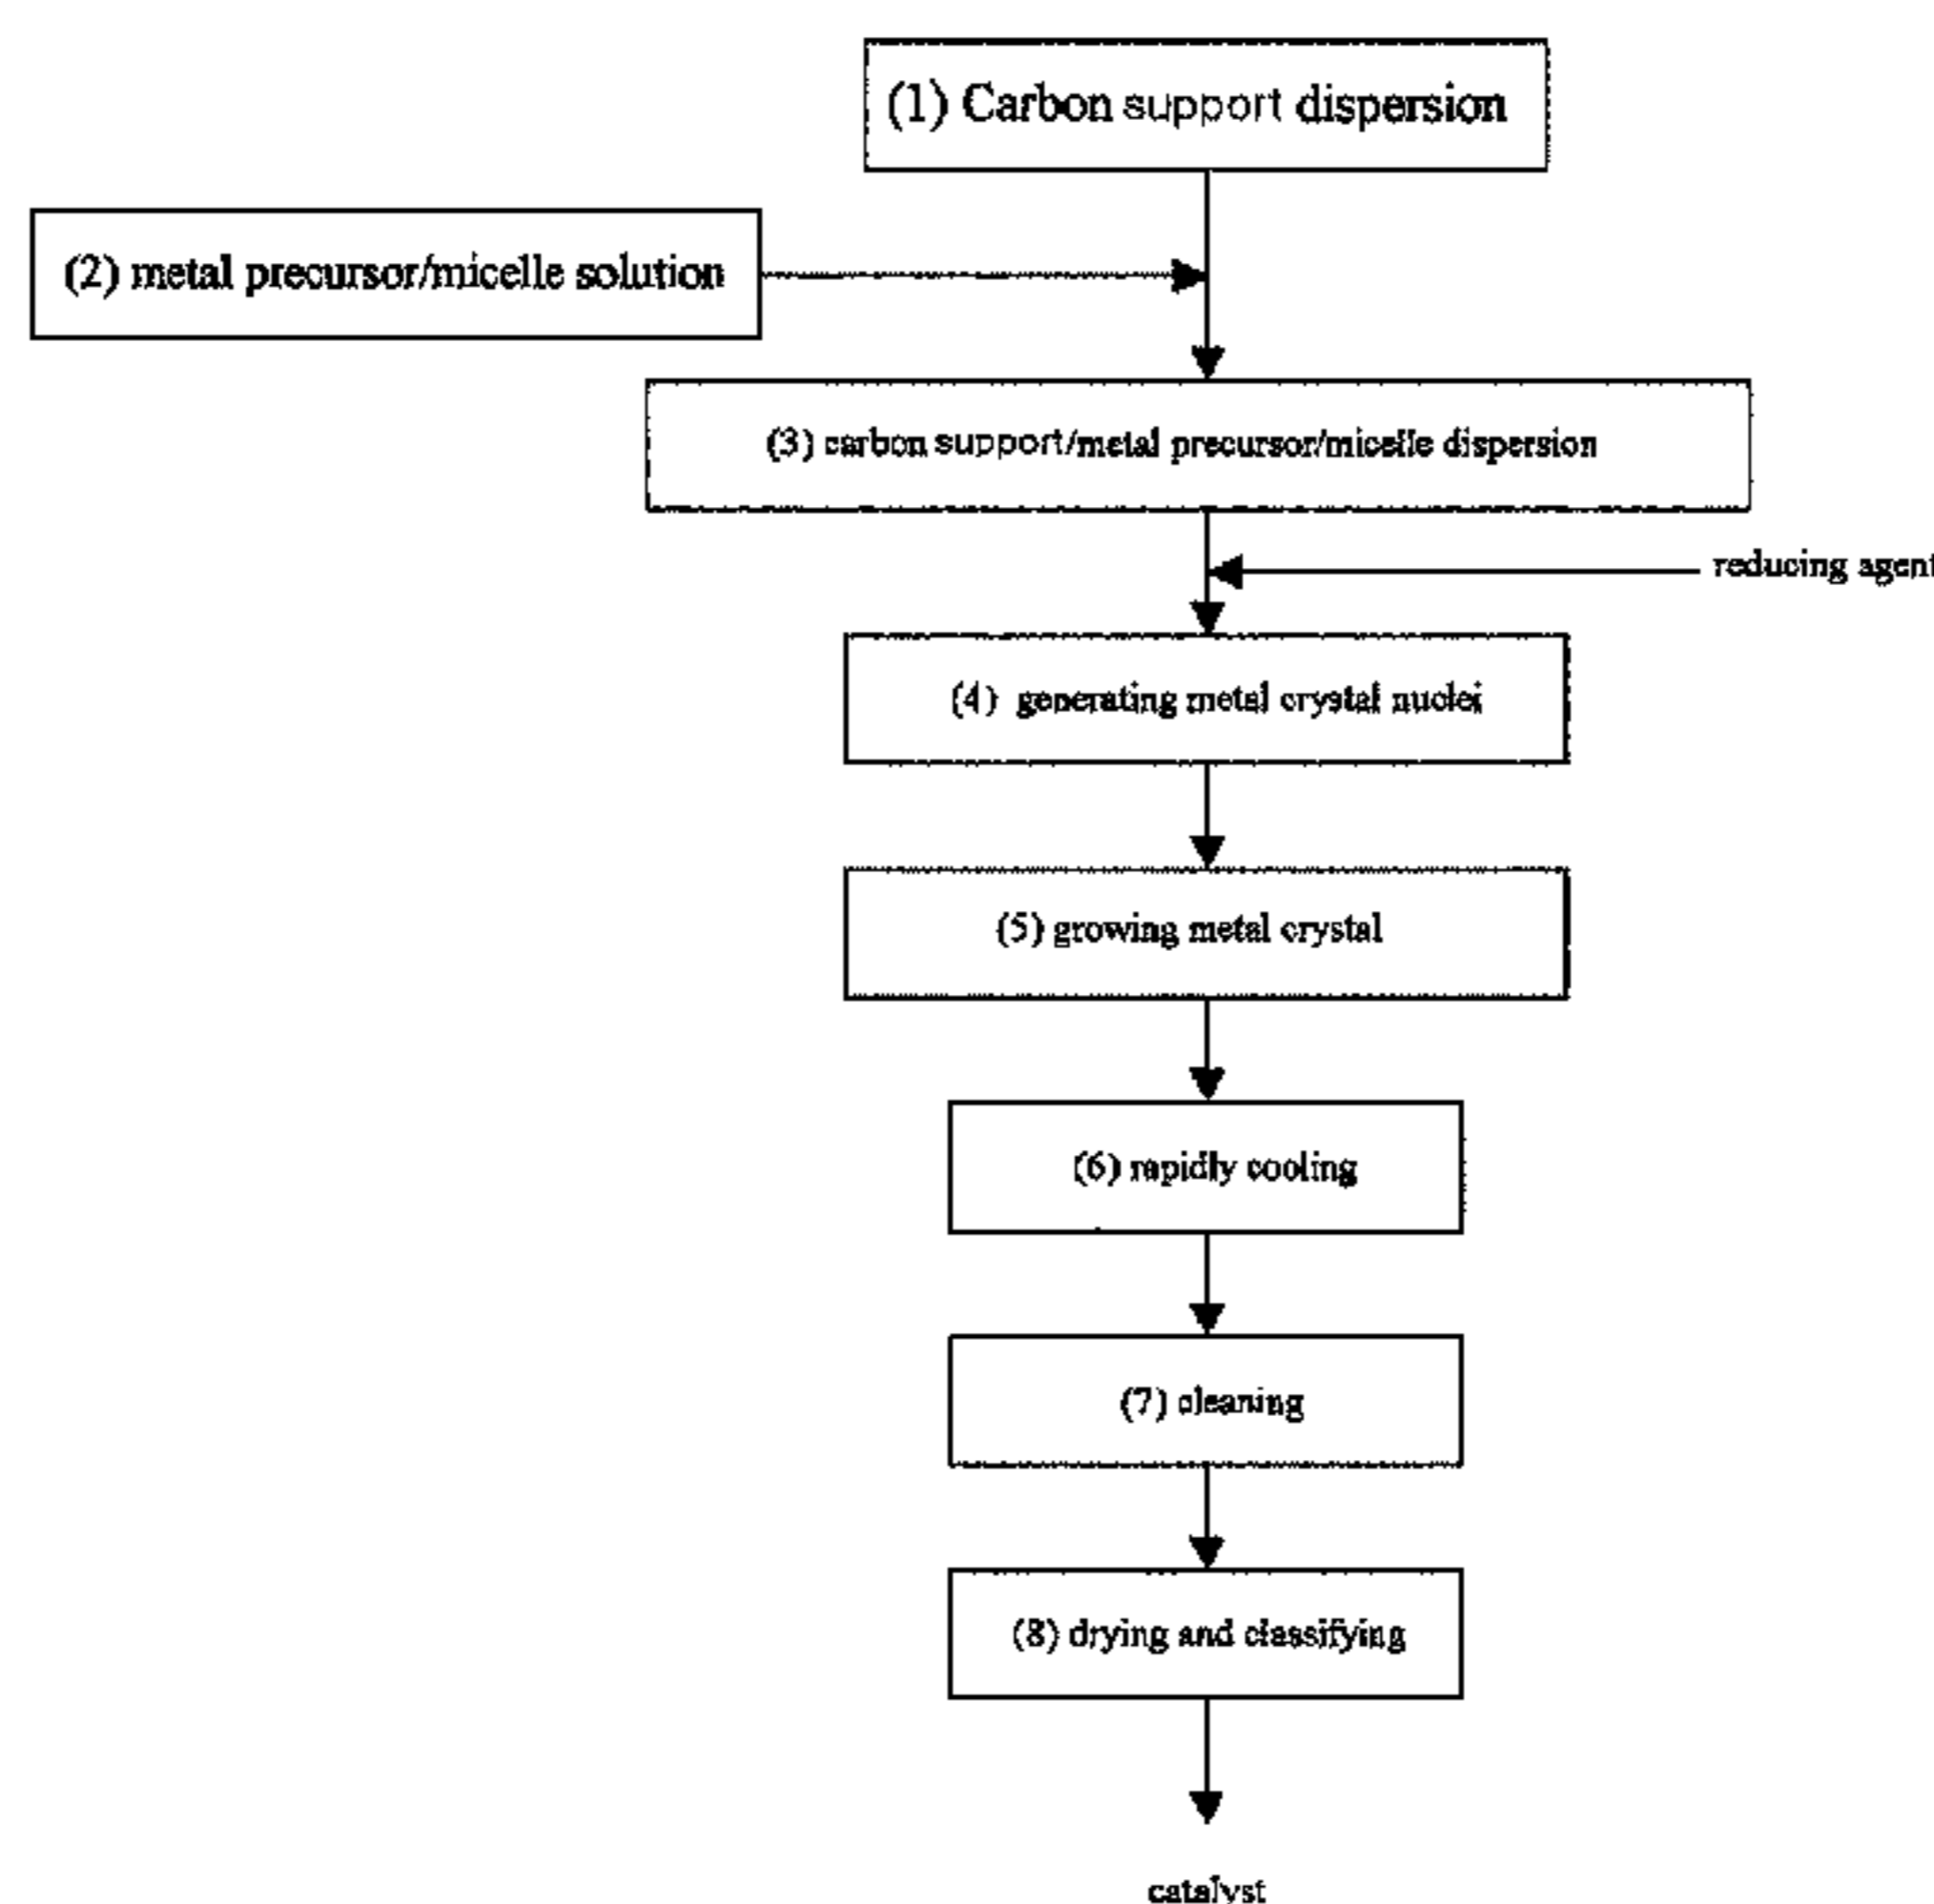 (1) Carbon support dispersion
(2) metal precursor/micelle solution
(3) carbon support/metal precursor/micelle dispersion
reducing agent
(4) generating metal crystal nuclei
(5) growing metal crystal
(6) rapidly cooling
(7) cleaning
(8) drying and classifying
catalyst